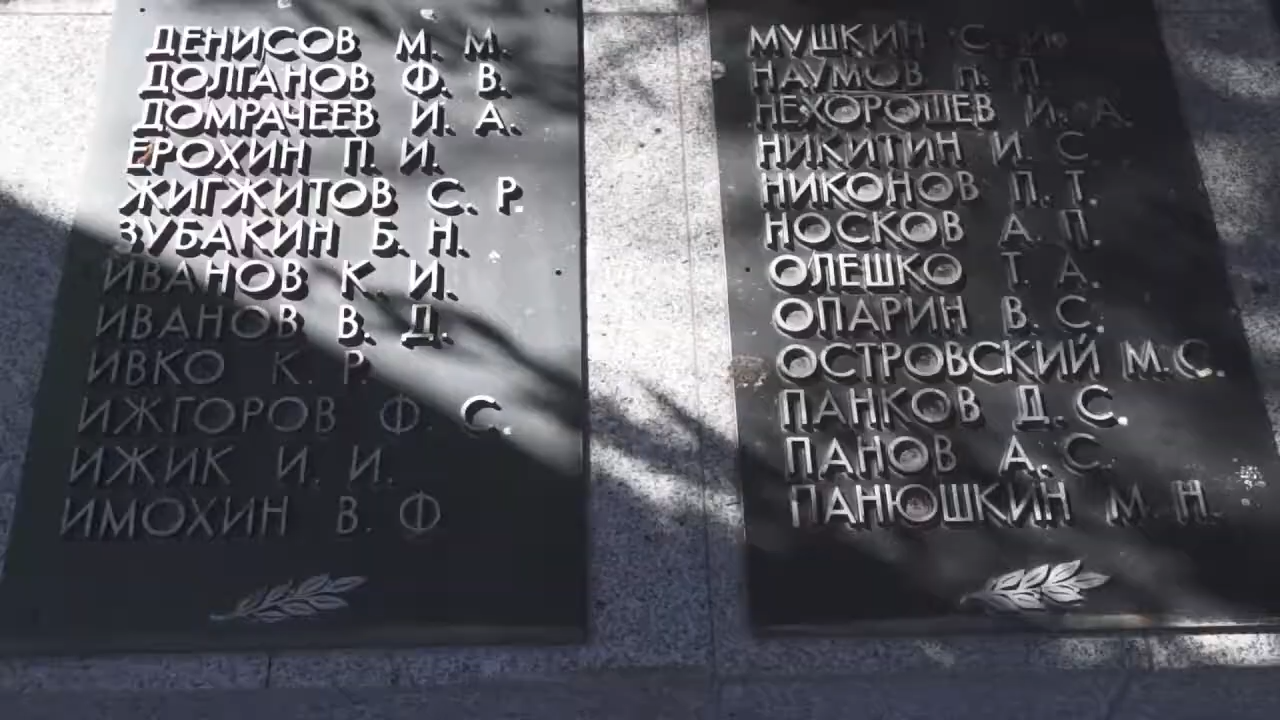 ДЕНИСОВ М. М.
ДОЛГАНОВ Ф. В.
ДОМРАЧЕЕВ И. А.
ЕРОХИН П. И.
ЖИГЖИТОВ С. Р.
ЗУБАКИН Б. Н.
ИВАНОВ К. И.
ИВАНОВ В. Д.
ИВКО К. Р.
ИЖГОРОВ Ф. С.
ИЖИК И. И.
ИМОХИН В. Ф
МУШКИН С.
НАУМОВ П. П.
НЕХОРОШЕВ И. А.
НИКИТИН И. С.
НИКОНОВ П. Т.
НОСКОВ А. П.
ОЛЕШКО Т. А.
ОПАРИН В. С.
ОСТРОВСКИЙ М. С.
ПАНКОВ Д. С.
ПАНОВ А. С.
ПАНЮШКИН М. Н.